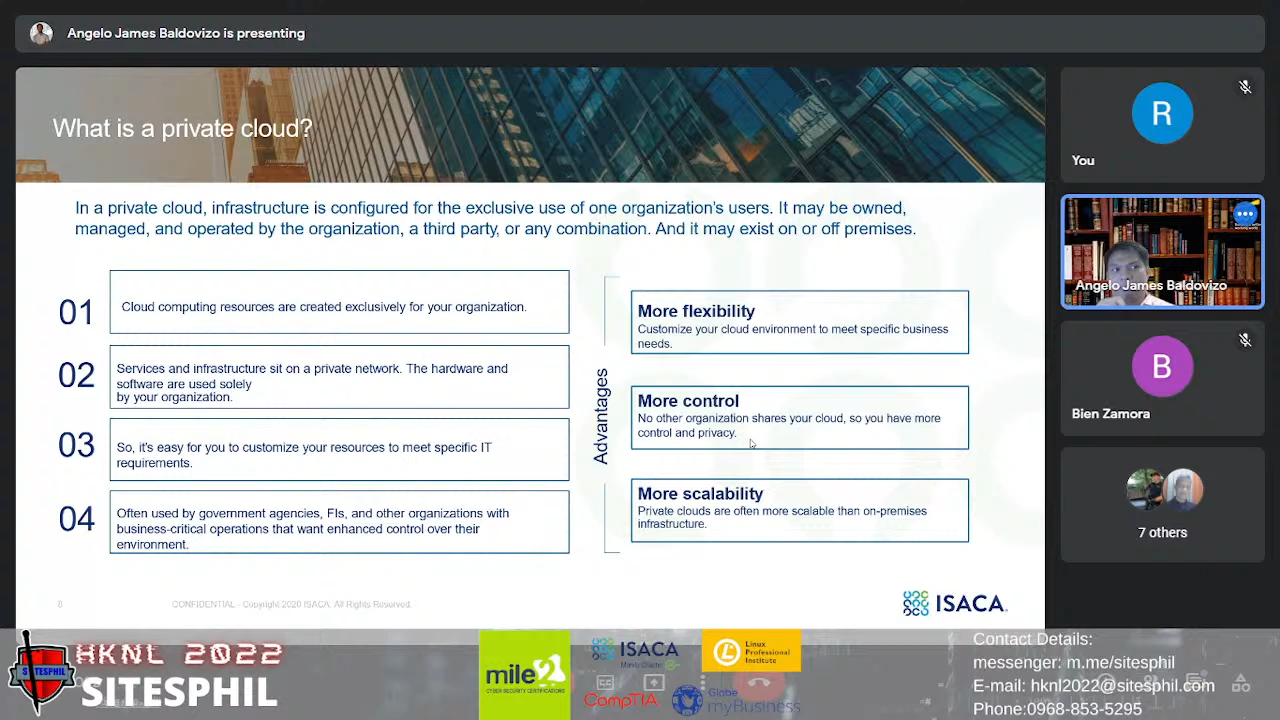 Angelo James Baldovizo is presenting
What is a private cloud?
In a private cloud, infrastructure is configured for the exclusive use of one organization's users. It may be owned,
managed, and operated by the organization, a third party, or any combination. And it may exist on or off premises.
01
Cloud computing resources are created exclusively for your organization.
02
Services and infrastructure sit on a private network. The hardware and
software are used solely
by your organization.
03
So, it's easy for you to customize your resources to meet specific IT
requirements.
04
Often used by government agencies, FIs, and other organizations with
business-critical operations that want enhanced control over their
environment.
Advantages
More flexibility
Customize your cloud environment to meet specific business
needs.
More control
No other organization shares your cloud, so you have more
control and privacy.
More scalability
Private clouds are often more scalable than on-premises
infrastructure.
8
CONFIDENTIAL - Copyright 2020 ISACA. All Rights Reserved.
ISACA.
R
You
Angelo James Baldovizo
B
Bien Zamora
7 others
SITESPHIL
HKNL 2022
SITESPHIL
mile2
CYBER SECURITY CERTIFICATIONS
ISACA
Manila Chapter
Linux
Professional
Institute
CompTIA
Globe
myBusiness
Contact Details:
messenger: m.me/sitesphil
E-mail: hknl2022@sitesphil.com
Phone:0968-853-5295